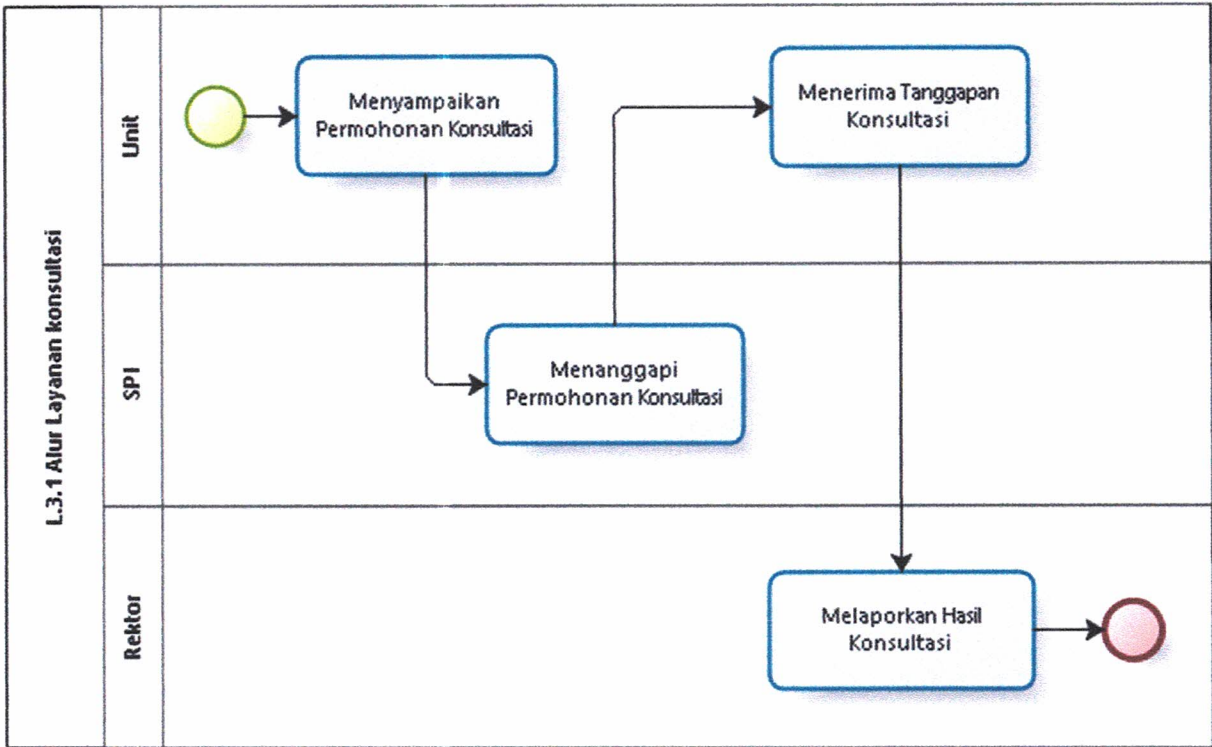 L.3.1 Alur Layanan konsultasi
Unit
Menyampaikan
Permohonan Konsultasi
Menerima Tanggapan
Konsultasi
SPI
Menanggapi
Permohonan Konsultasi
Rektor
Melaporkan Hasil
Konsultasi